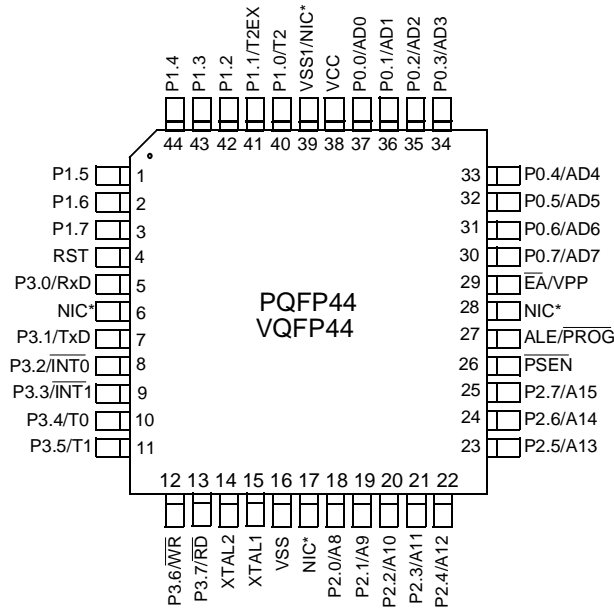 P1.4
P1.3
P1.2
P1.1/T2EX
P1.0/T2
VSS1/NIC*
VCC
P0.0/AD0
P0.1/AD1
P0.2/AD2
P0.3/AD3
44 43 42 41 40 39 38 37 36 35 34
P1.5 1
P1.6 2
P1.7 3
RST 4
P3.0/RxD 5
NIC* 6
P3.1/TxD 7
P3.2/I̅N̅T̅0̅ 8
P3.3/I̅N̅T̅1̅ 9
P3.4/T0 10
P3.5/T1 11
PQFP44
VQFP44
33 P0.4/AD4
32 P0.5/AD5
31 P0.6/AD6
30 P0.7/AD7
29 E̅A̅/VPP
28 NIC*
27 ALE/P̅R̅O̅G̅
26 P̅S̅E̅N̅
25 P2.7/A15
24 P2.6/A14
23 P2.5/A13
12 13 14 15 16 17 18 19 20 21 22
P3.6/W̅R̅
P3.7/R̅D̅
XTAL2
XTAL1
VSS
NIC*
P2.0/A8
P2.1/A9
P2.2/A10
P2.3/A11
P2.4/A12